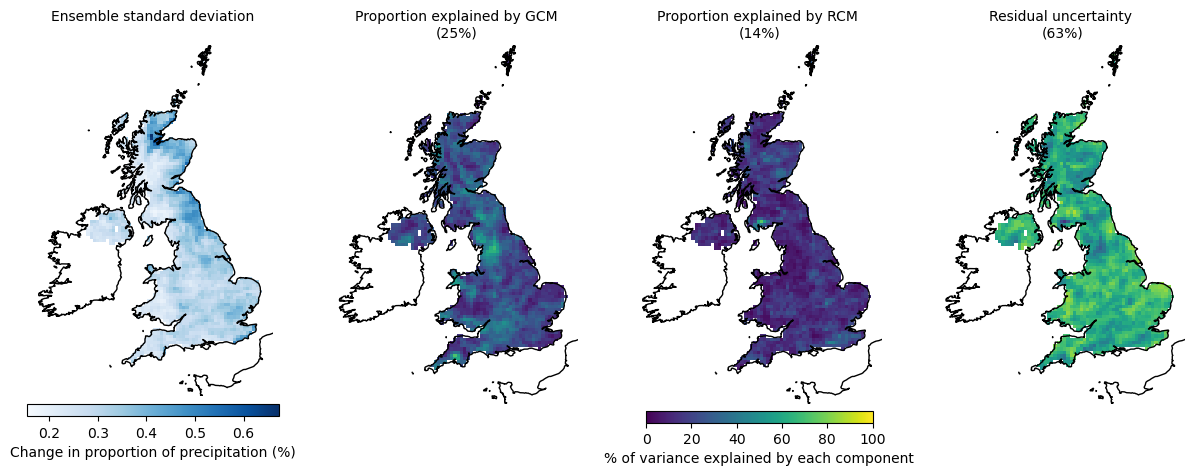 Ensemble standard deviation
Proportion explained by GCM
(25%)
Proportion explained by RCM
(14%)
Residual uncertainty
(63%)
0.2 0.3 0.4 0.5 0.6
Change in proportion of precipitation (%)
0 20 40 60 80 100
% of variance explained by each component